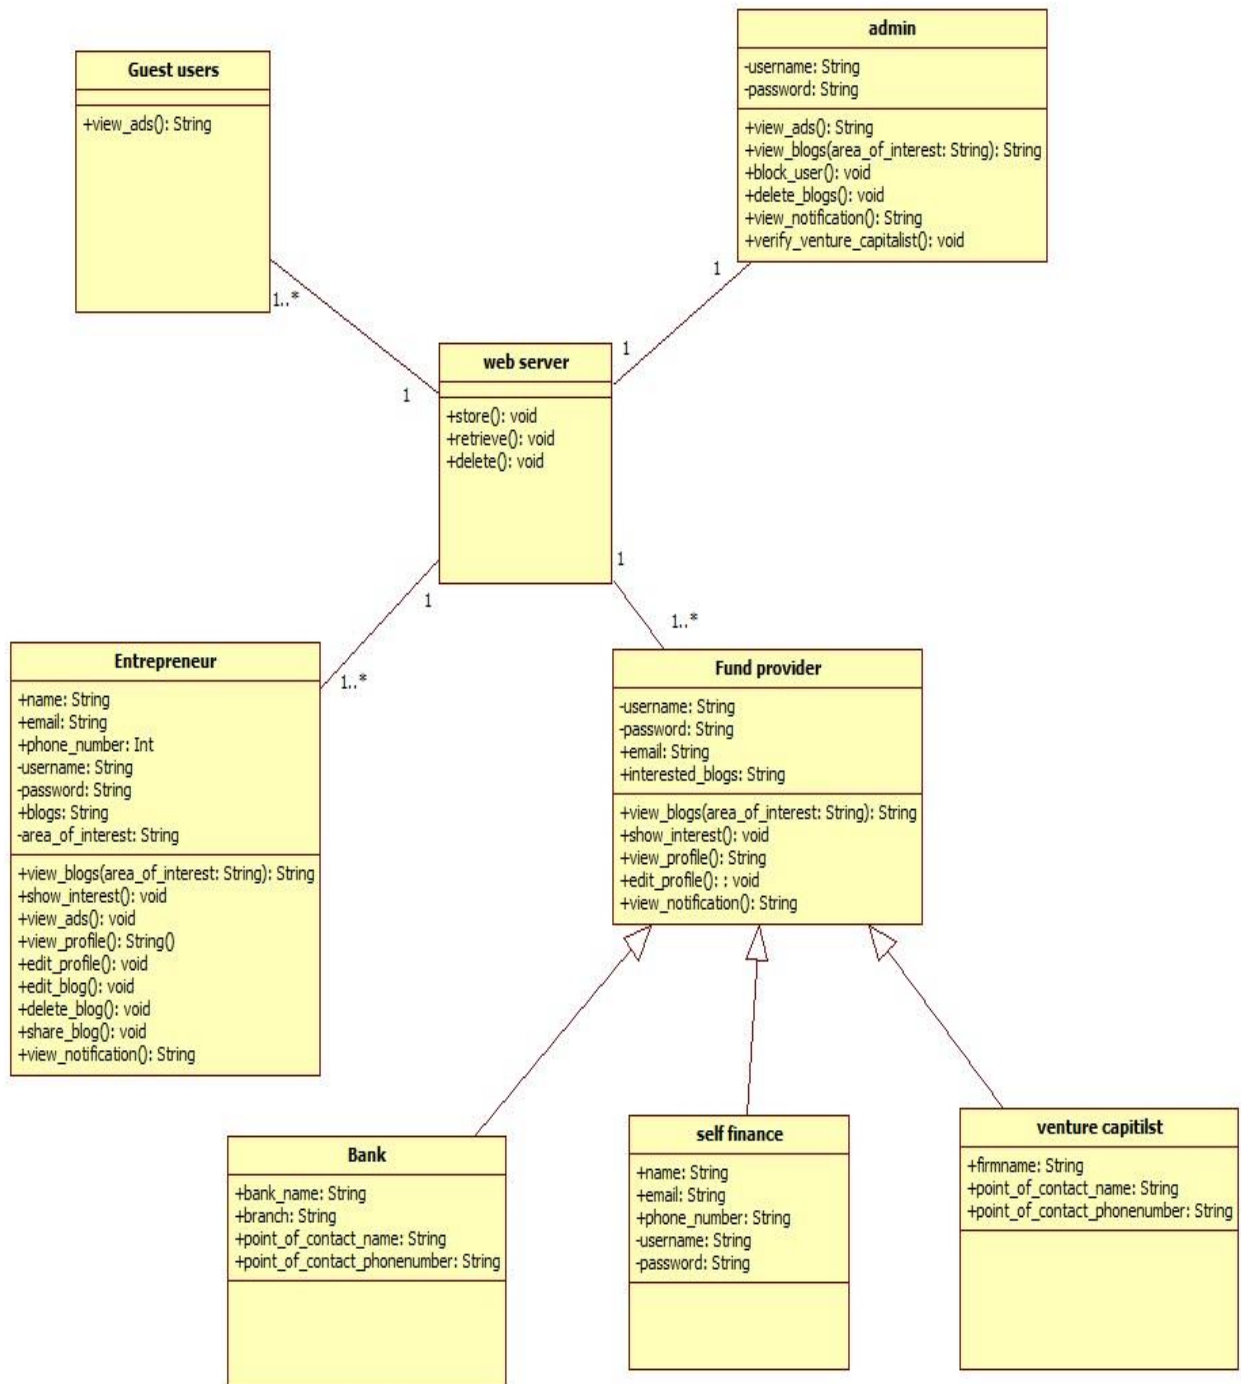 Guest users
+view_ads(): String
admin
-username: String
-password: String
+view_ads(): String
+view_blogs(area_of_interest: String): String
+block_user(): void
+delete_blogs(): void
+view_notification(): String
+verify_venture_capitalist(): void
1..*
1
1
1
web server
+store(): void
+retrieve(): void
+delete(): void
1
1..*
1
1..*
Entrepreneur
+name: String
+email: String
+phone_number: Int
-username: String
-password: String
+blogs: String
-area_of_interest: String
+view_blogs(area_of_interest: String): String
+show_interest(): void
+view_ads(): void
+view_profile(): String()
+edit_profile(): void
+edit_blog(): void
+delete_blog(): void
+share_blog(): void
+view_notification(): String
Fund provider
-username: String
-password: String
+email: String
+interested_blogs: String
+view_blogs(area_of_interest: String): String
+show_interest(): void
+view_profile(): String
+edit_profile(): : void
+view_notification(): String
Bank
+bank_name: String
+branch: String
+point_of_contact_name: String
+point_of_contact_phonenumber: String
self finance
+name: String
+email: String
+phone_number: String
-username: String
-password: String
venture capitilst
+firmname: String
+point_of_contact_name: String
+point_of_contact_phonenumber: String